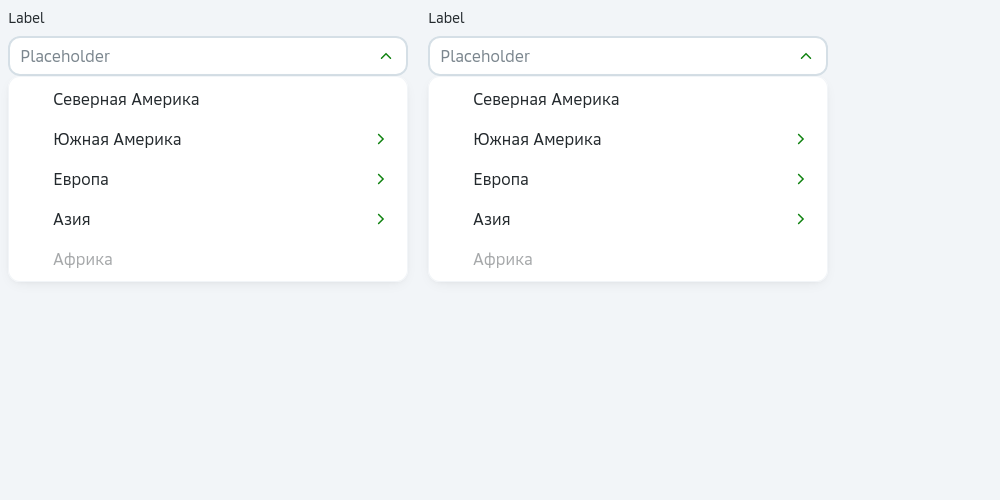 Label
Placeholder
Северная Америка
Южная Америка
Европа
Азия
Африка
Label
Placeholder
Северная Америка
Южная Америка
Европа
Азия
Африка